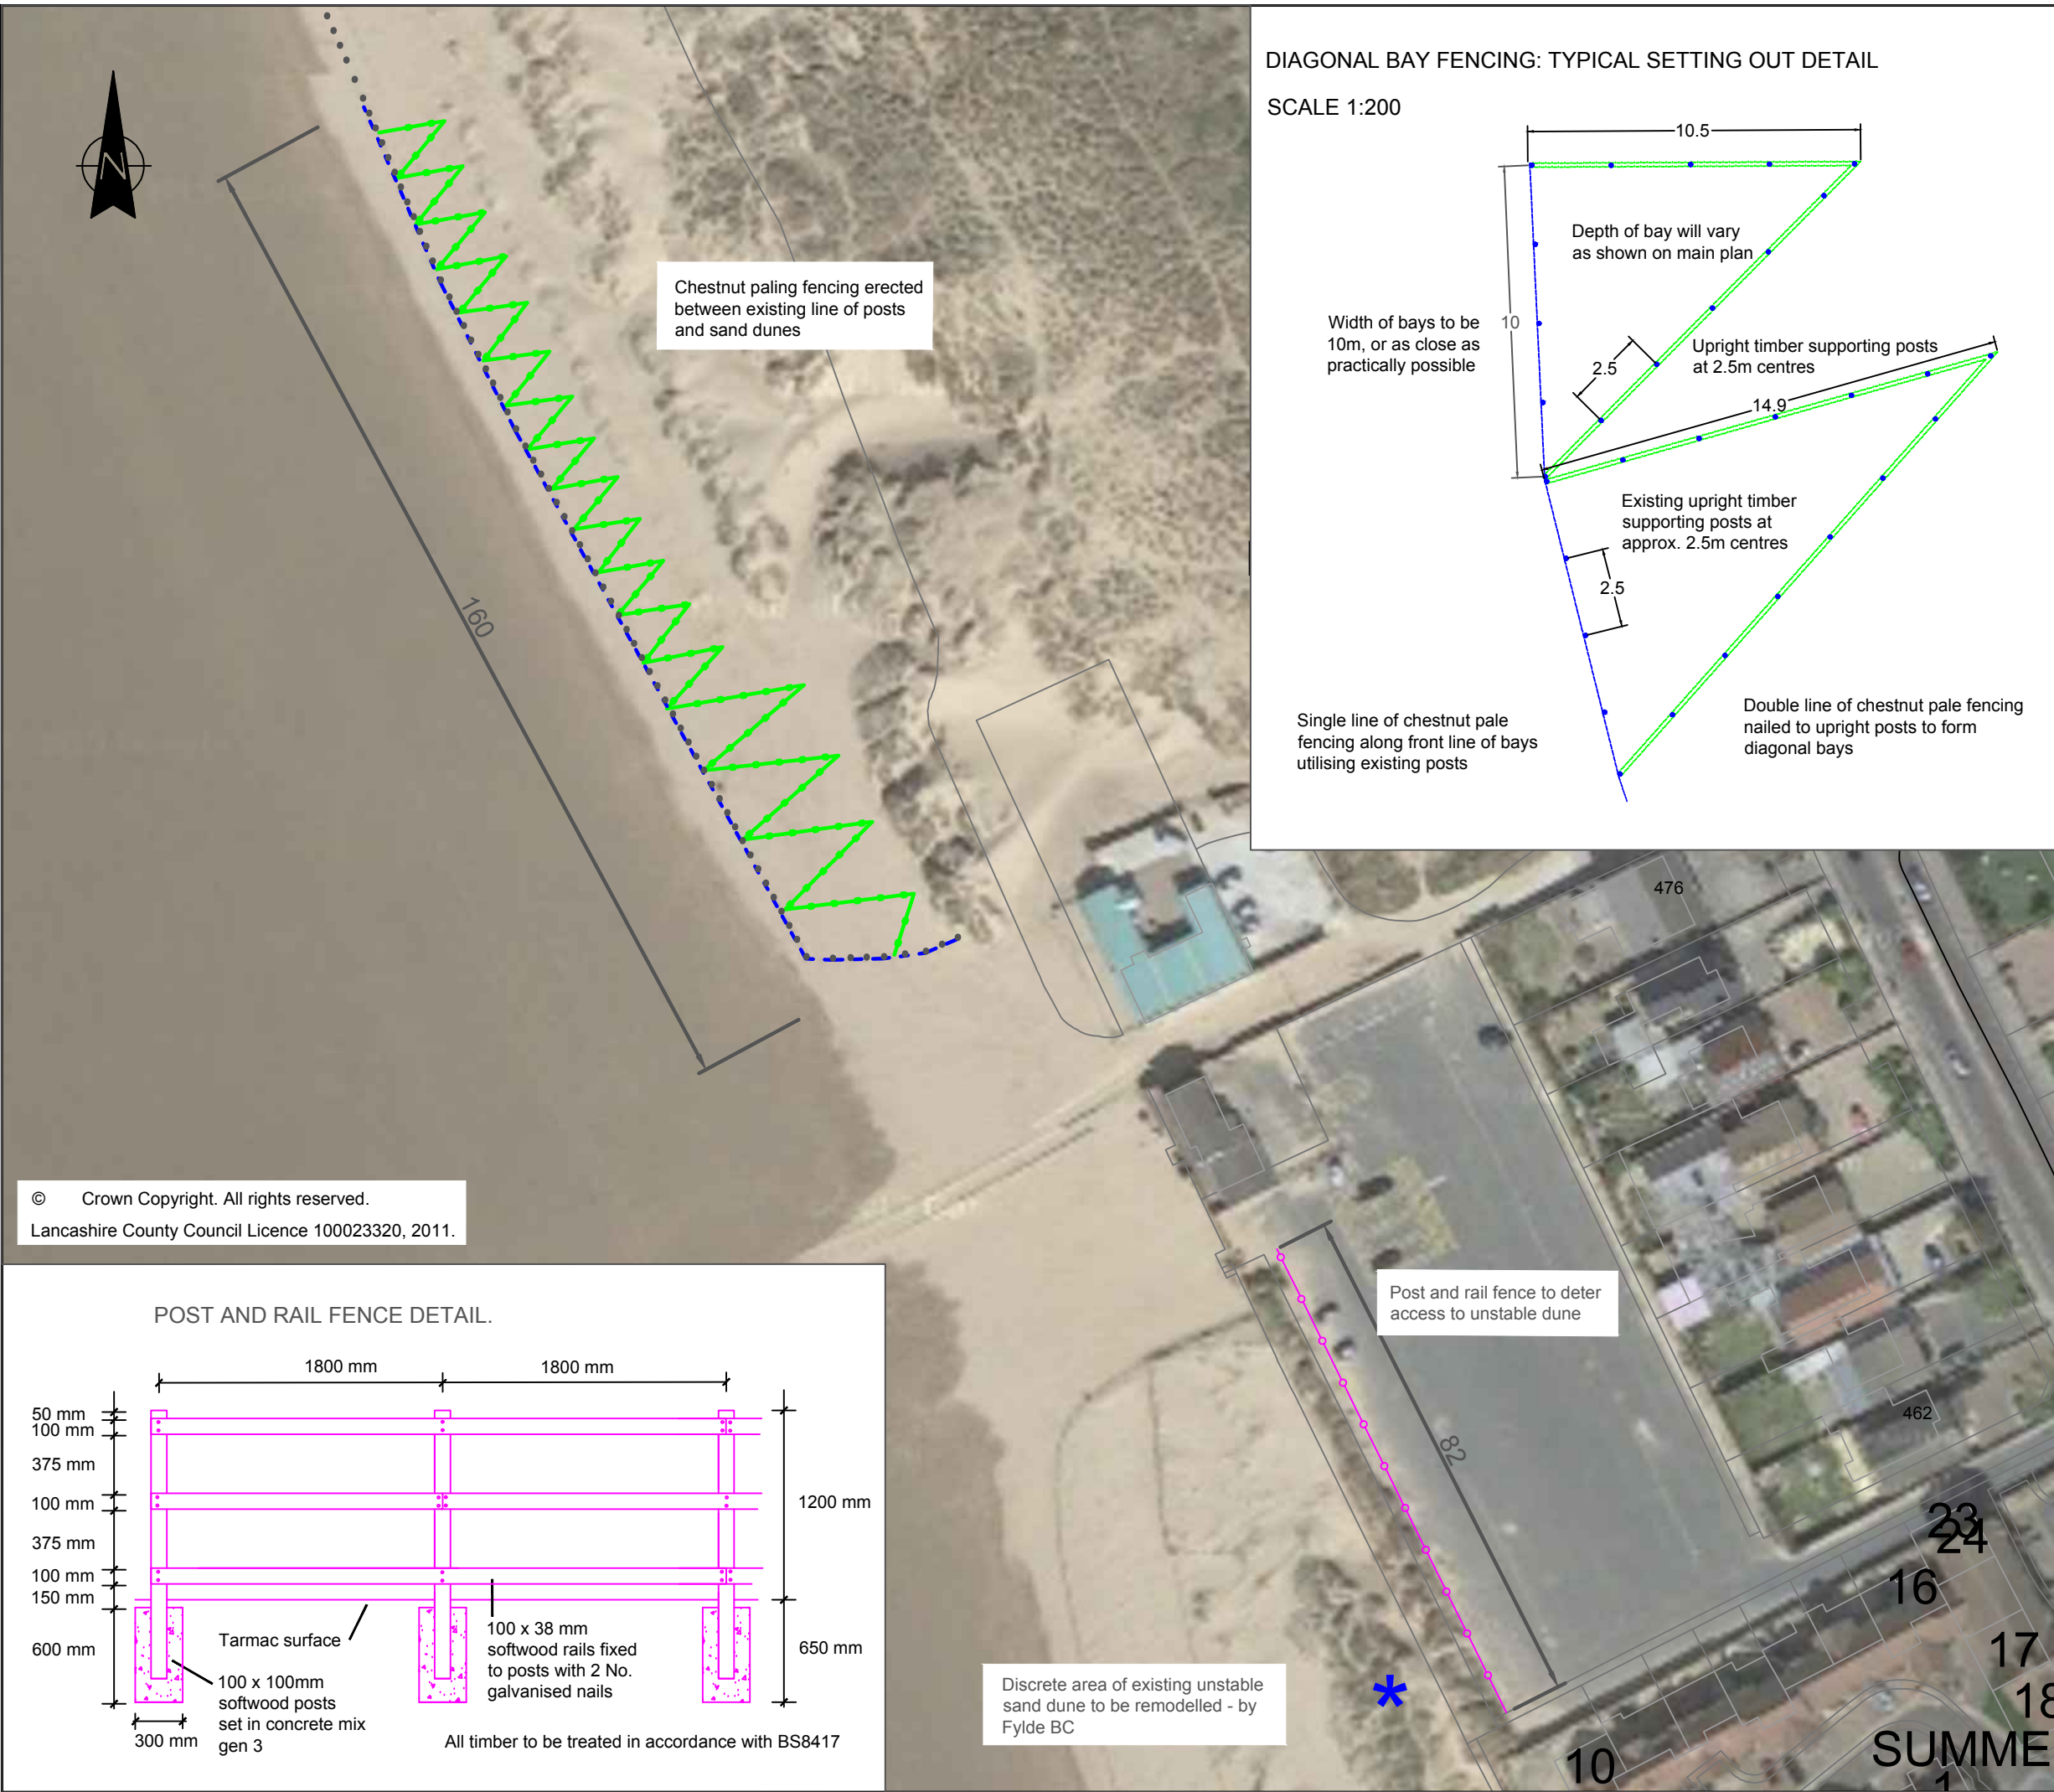 N
DIAGONAL BAY FENCING: TYPICAL SETTING OUT DETAIL
SCALE 1:200
10.5
Depth of bay will vary
as shown on main plan
Width of bays to be
10m, or as close as
practically possible
10
2.5
Upright timber supporting posts
at 2.5m centres
14.9
Existing upright timber
supporting posts at
approx. 2.5m centres
2.5
Single line of chestnut pale
fencing along front line of bays
utilising existing posts
Double line of chestnut pale fencing
nailed to upright posts to form
diagonal bays
Chestnut paling fencing erected
between existing line of posts
and sand dunes
160
476
© Crown Copyright. All rights reserved.
Lancashire County Council Licence 100023320, 2011.
Post and rail fence to deter
access to unstable dune
82
462
23
24
16
17
18
SUMME
10
1
Discrete area of existing unstable
sand dune to be remodelled - by
Fylde BC
*
POST AND RAIL FENCE DETAIL.
1800 mm
1800 mm
50 mm
100 mm
375 mm
100 mm
375 mm
100 mm
150 mm
600 mm
1200 mm
650 mm
Tarmac surface
100 x 100mm
softwood posts
set in concrete mix
gen 3
300 mm
100 x 38 mm
softwood rails fixed
to posts with 2 No.
galvanised nails
All timber to be treated in accordance with BS8417